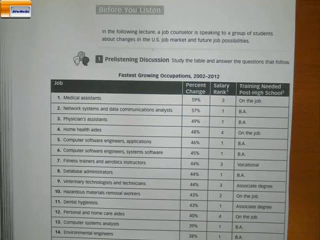 Before You Listen
In the following lecture, a job counselor is speaking to a group of students
about changes in the U.S. job market and future job possibilities.
1 Prelistening Discussion Study the table and answer the questions that follow.
Fastest Growing Occupations, 2002–2012
Job Percent Change Salary Rank¹ Training Needed Post-High School²
1. Medical assistants 59% 3 On the job
2. Network systems and data communications analysts 57% 1 B.A.
3. Physician's assistants 49% 1 B.A.
4. Home health aides 48% 4 On the job
5. Computer software engineers, applications 46% 1 B.A.
6. Computer software engineers, systems software 45% 1 B.A.
7. Fitness trainers and aerobics instructors 44% 3 Vocational
8. Database administrators 44% 1 B.A.
9. Veterinary technologists and technicians 44% 3 Associate degree
10. Hazardous materials removal workers 43% 2 On the job
11. Dental hygienists 43% 1 Associate degree
12. Personal and home care aides 40% 4 On the job
13. Computer systems analysts 39% 1 B.A.
14. Environmental engineers 38% 1 B.A.